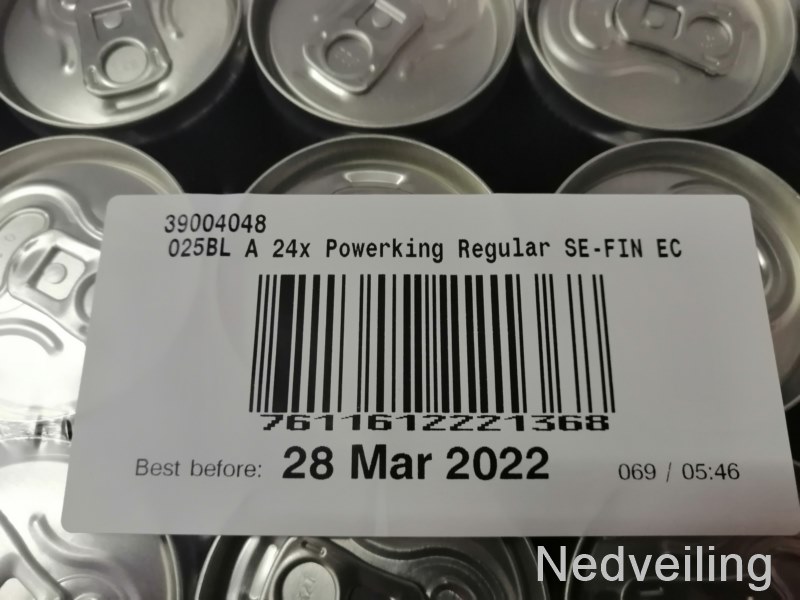 39004048
025BL A 24x Powerking Regular SE-FIN EC
7611612221368
Best before: 28 Mar 2022 069 / 05:46
Nedveiling